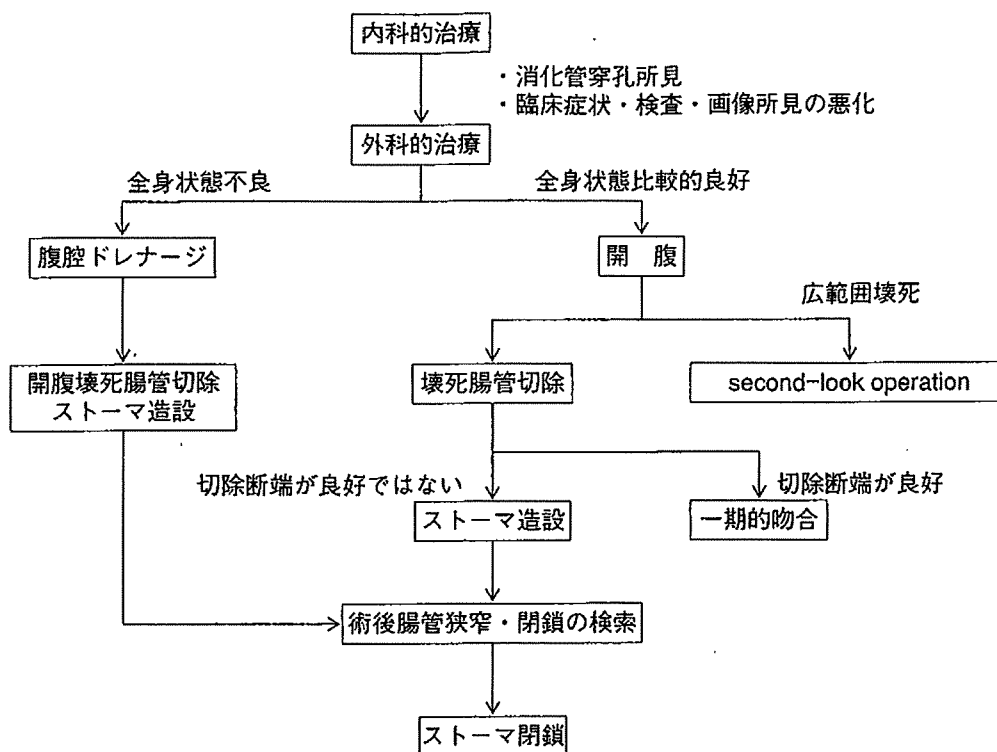 内科的治療
・消化管穿孔所見
・臨床症状・検査・画像所見の悪化
外科的治療
全身状態不良
全身状態比較的良好
腹腔ドレナージ
開　腹
広範囲壊死
開腹壊死腸管切除
ストーマ造設
壊死腸管切除
second-look operation
切除断端が良好ではない
切除断端が良好
ストーマ造設
一期的吻合
術後腸管狭窄・閉鎖の検索
ストーマ閉鎖